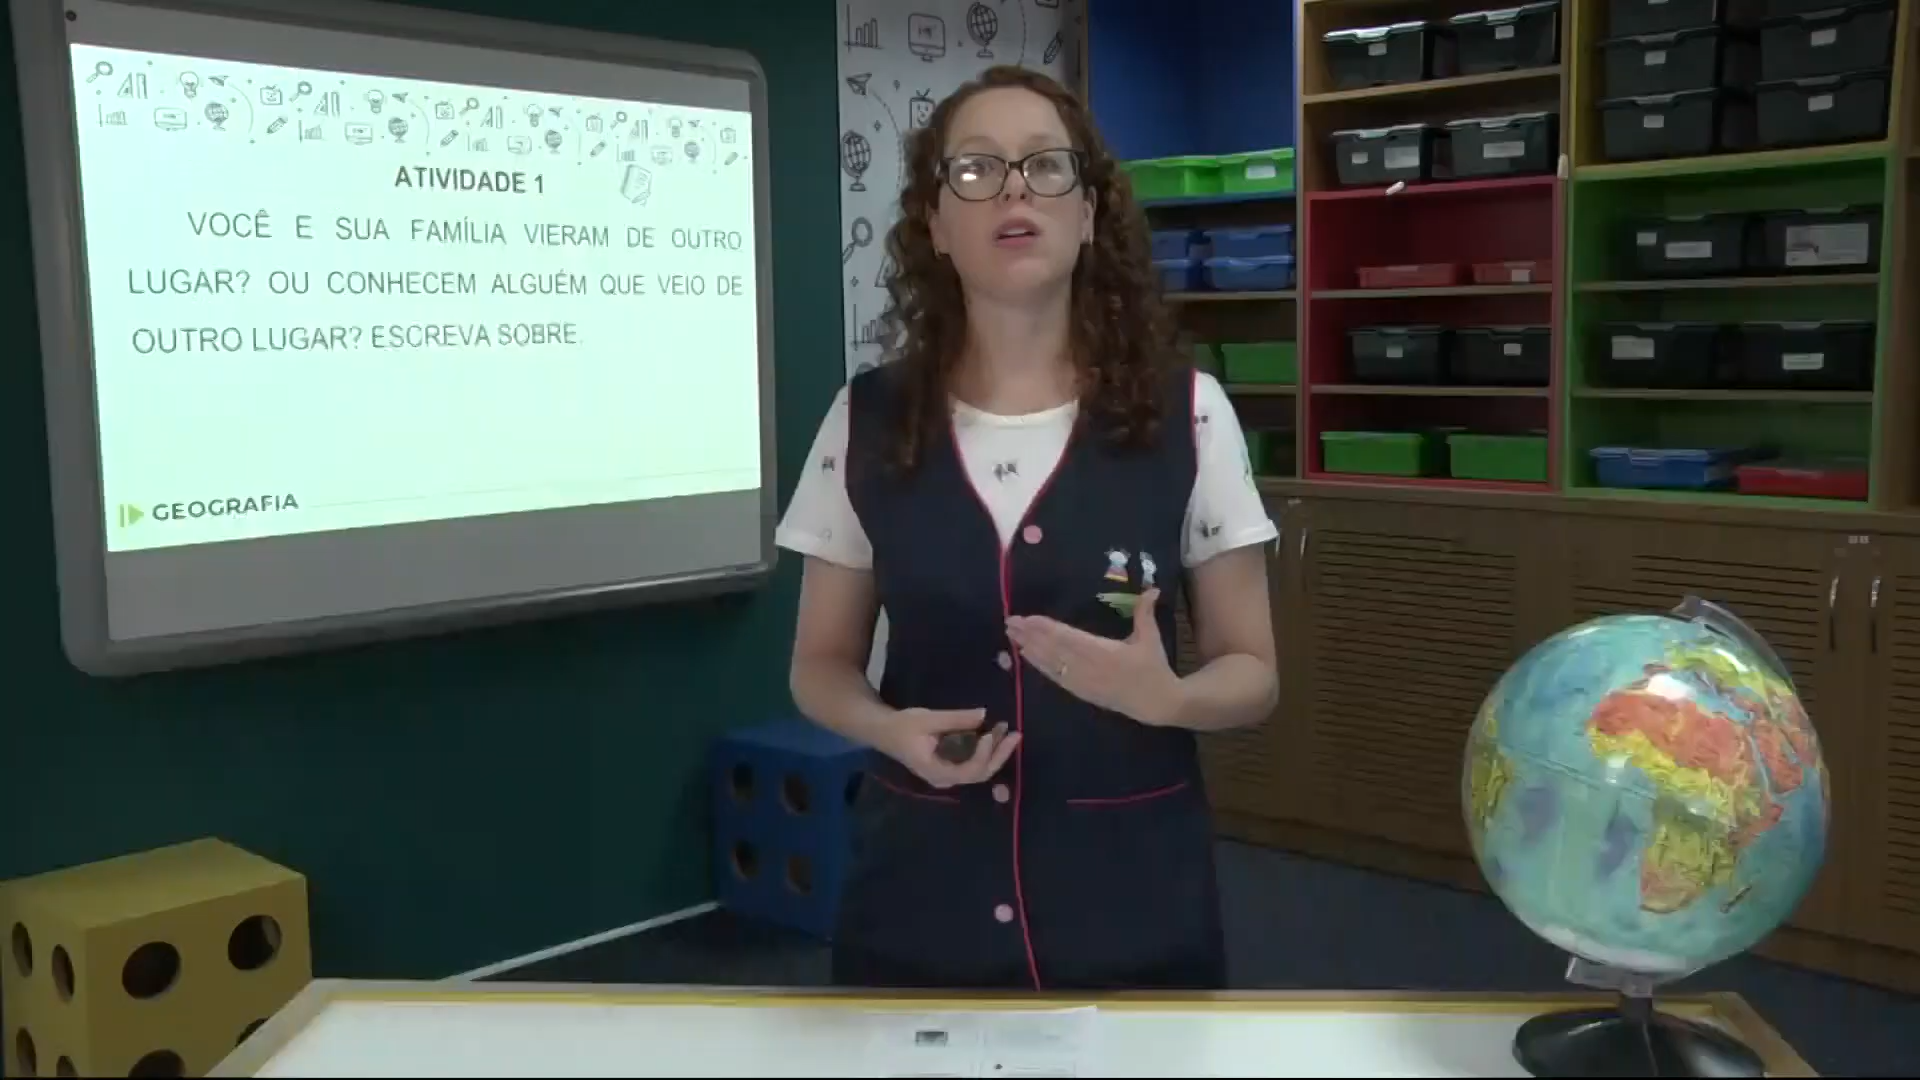 ATIVIDADE 1
VOCÊ E SUA FAMÍLIA VIERAM DE OUTRO
LUGAR? OU CONHECEM ALGUÉM QUE VEIO DE
OUTRO LUGAR? ESCREVA SOBRE.
GEOGRAFIA